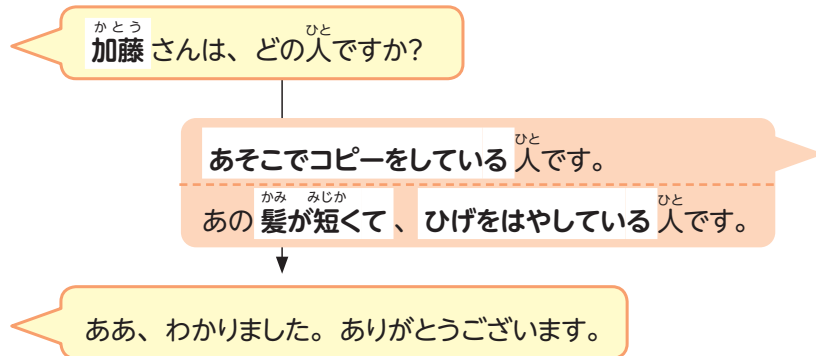 加藤さんは、どの人ですか?
あそこでコピーをしている人です。
あの髪が短くて、ひげをはやしている人です。
ああ、わかりました。ありがとうございます。